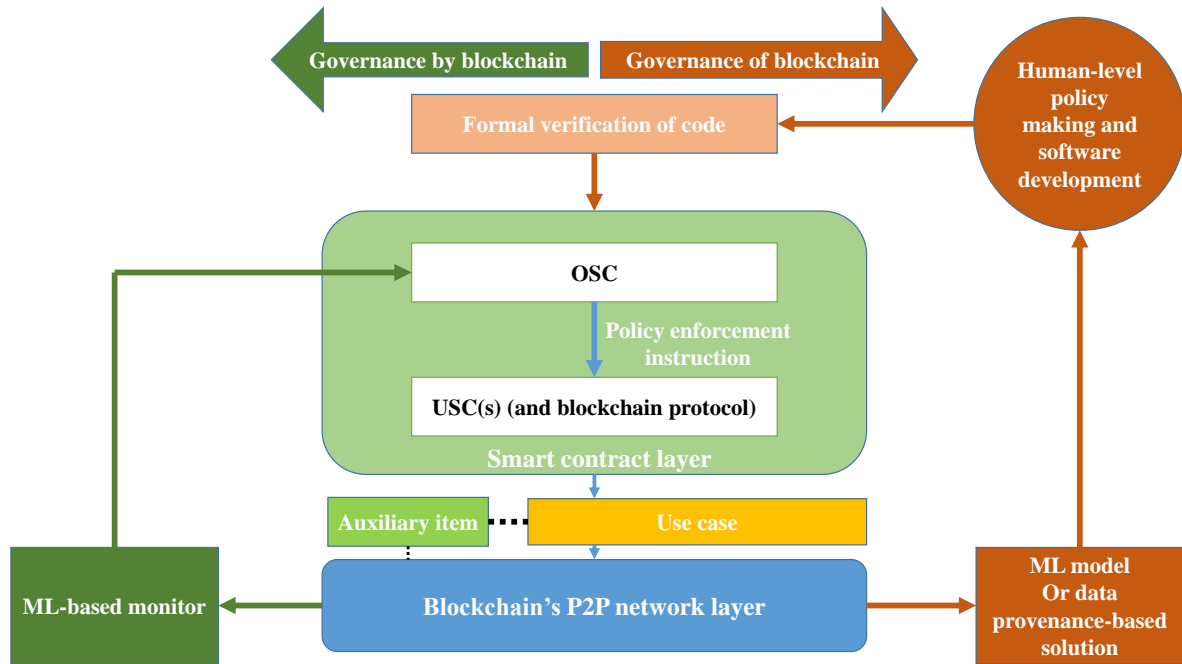 Governance by blockchain
Governance of blockchain
Human-level
policy
making and
software
development
Formal verification of code
OSC
Policy enforcement
instruction
USC(s) (and blockchain protocol)
Smart contract layer
Auxiliary item
Use case
ML-based monitor
Blockchain’s P2P network layer
ML model
Or data
provenance-based
solution